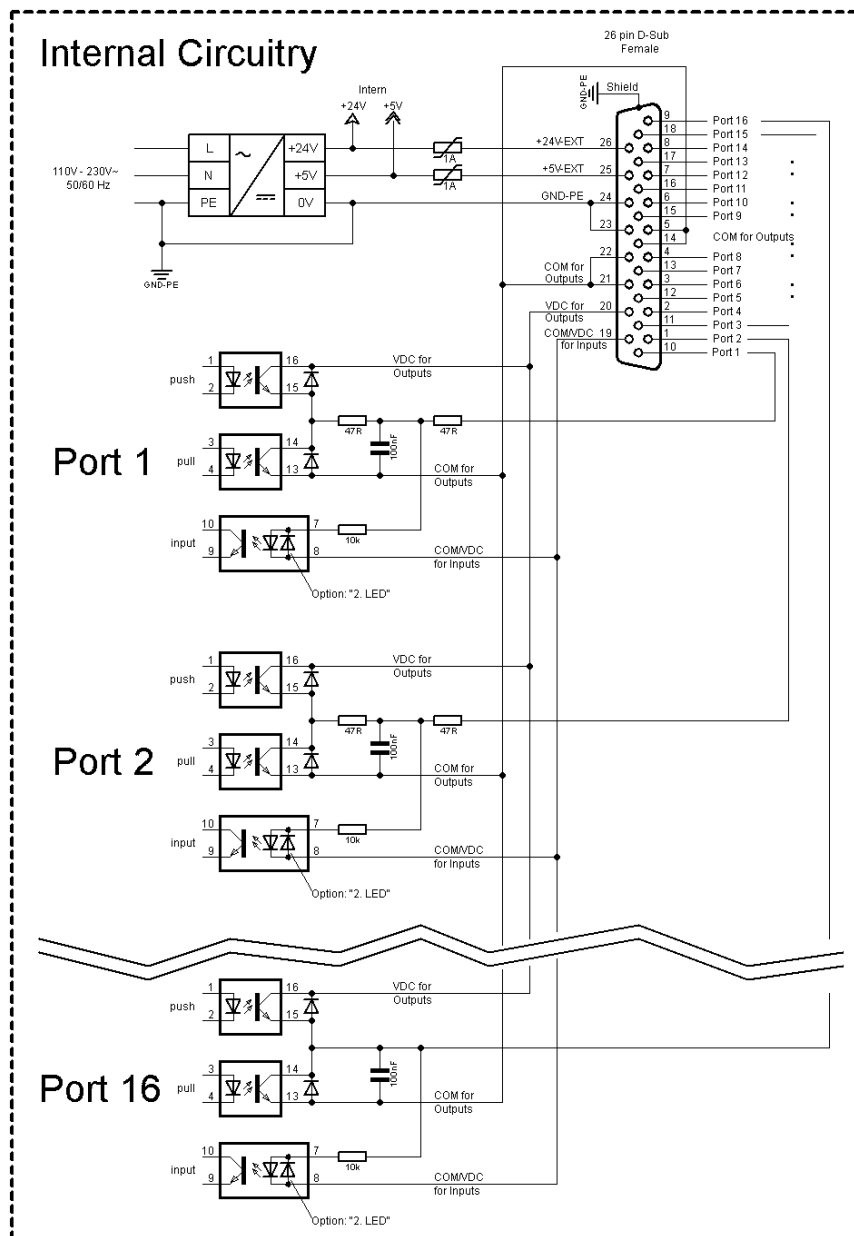 Internal Circuitry
26 pin D-Sub
Female
GND-PE
Shield
Intern
+24V
+5V
L
N
PE
~
+24V
+5V
0V
110V - 230V~
50/60 Hz
1A
1A
GND-PE
+24V-EXT
26
+5V-EXT
25
GND-PE
24
23
22
COM for
Outputs
21
VDC for
Outputs
20
COM/VDC
for Inputs
19
9
Port 16
18
Port 15
8
Port 14
17
Port 13
7
Port 12
16
Port 11
6
Port 10
15
Port 9
5
COM for Outputs
14
4
Port 8
13
Port 7
3
Port 6
12
Port 5
2
Port 4
11
Port 3
1
Port 2
10
Port 1
Port 1
push
1
2
16
15
VDC for
Outputs
47R
100nF
47R
pull
3
4
14
13
COM for
Outputs
input
10
9
7
8
10k
COM/VDC
for Inputs
Option: "2. LED"
Port 2
push
1
2
16
15
VDC for
Outputs
47R
100nF
47R
pull
3
4
14
13
COM for
Outputs
input
10
9
7
8
10k
COM/VDC
for Inputs
Option: "2. LED"
Port 16
push
1
2
16
15
VDC for
Outputs
100nF
pull
3
4
14
13
COM for
Outputs
input
10
9
7
8
10k
COM/VDC
for Inputs
Option: "2. LED"